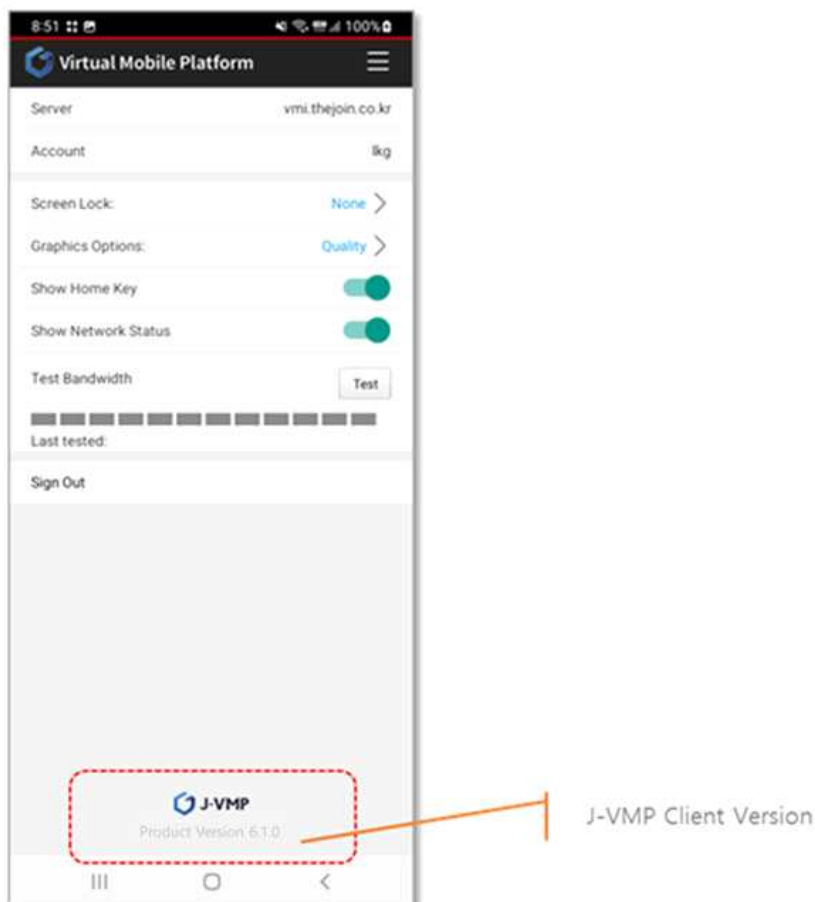 8:51 100%
Virtual Mobile Platform
Server vmi.thejoin.co.kr
Account lkg
Screen Lock: None
Graphics Options: Quality
Show Home Key
Show Network Status
Test Bandwidth Test
Last tested:
Sign Out
J-VMP
Product Version 6.1.0
J-VMP Client Version